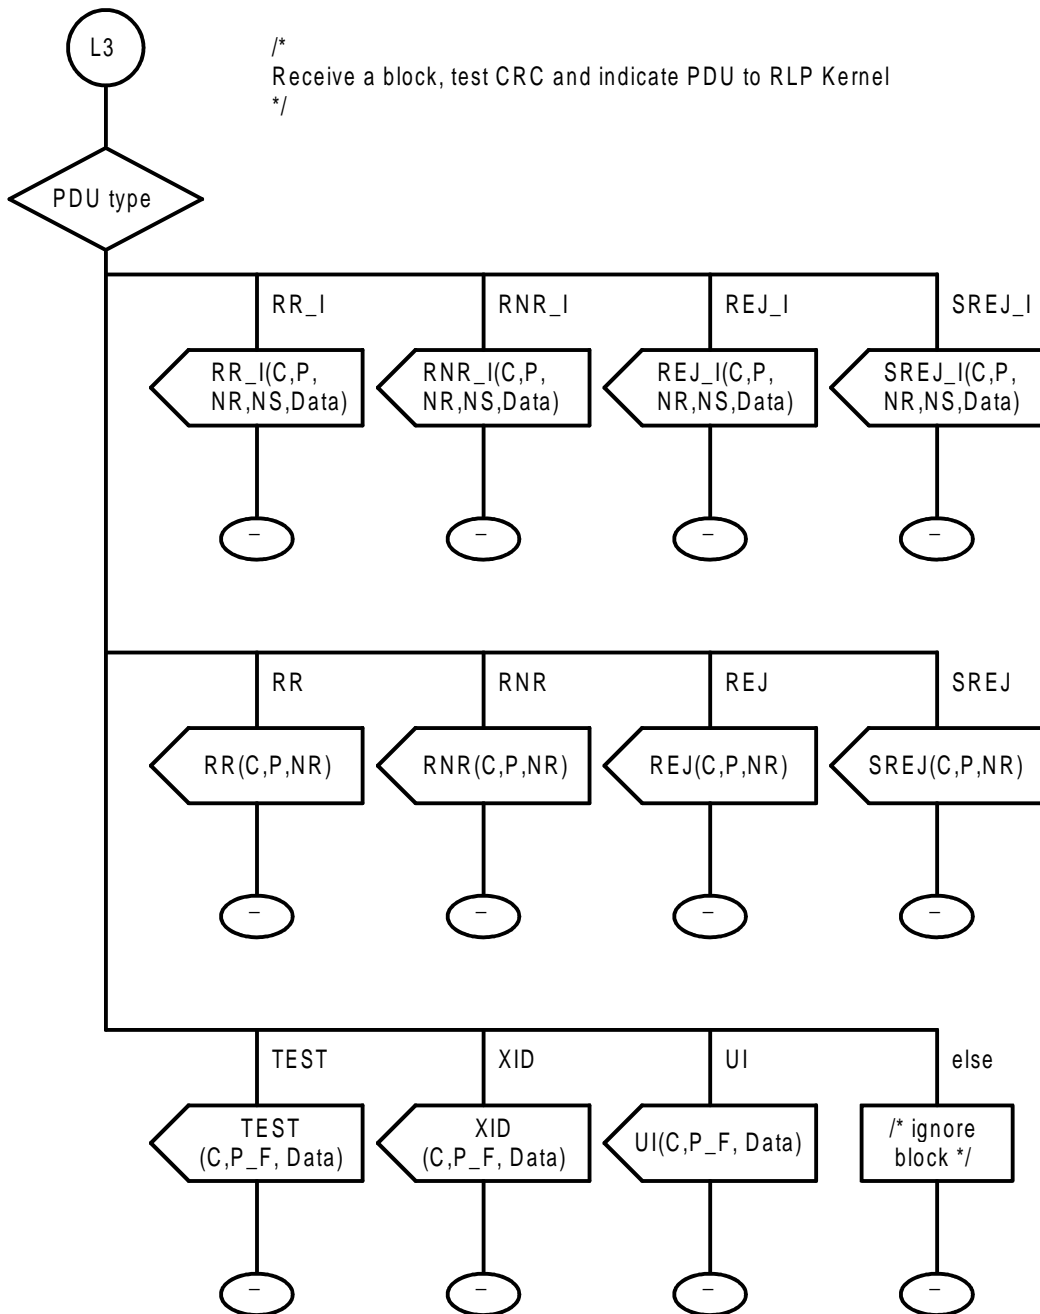 L3
/*
Receive a block, test CRC and indicate PDU to RLP Kernel
*/
PDU type
RR_I
RNR_I
REJ_I
SREJ_I
RR_I(C,P,
NR,NS,Data)
RNR_I(C,P,
NR,NS,Data)
REJ_I(C,P,
NR,NS,Data)
SREJ_I(C,P,
NR,NS,Data)
–
–
–
–
RR
RNR
REJ
SREJ
RR(C,P,NR)
RNR(C,P,NR)
REJ(C,P,NR)
SREJ(C,P,NR)
–
–
–
–
TEST
XID
UI
else
TEST
(C,P_F, Data)
XID
(C,P_F, Data)
UI(C,P_F, Data)
/* ignore
block */
–
–
–
–